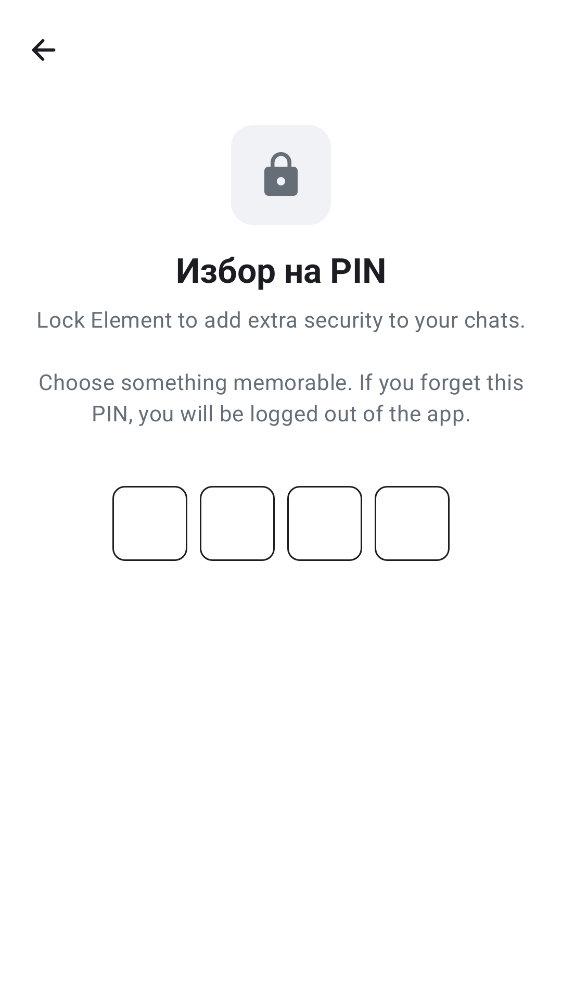 Избор на PIN
Lock Element to add extra security to your chats.
Choose something memorable. If you forget this
PIN, you will be logged out of the app.